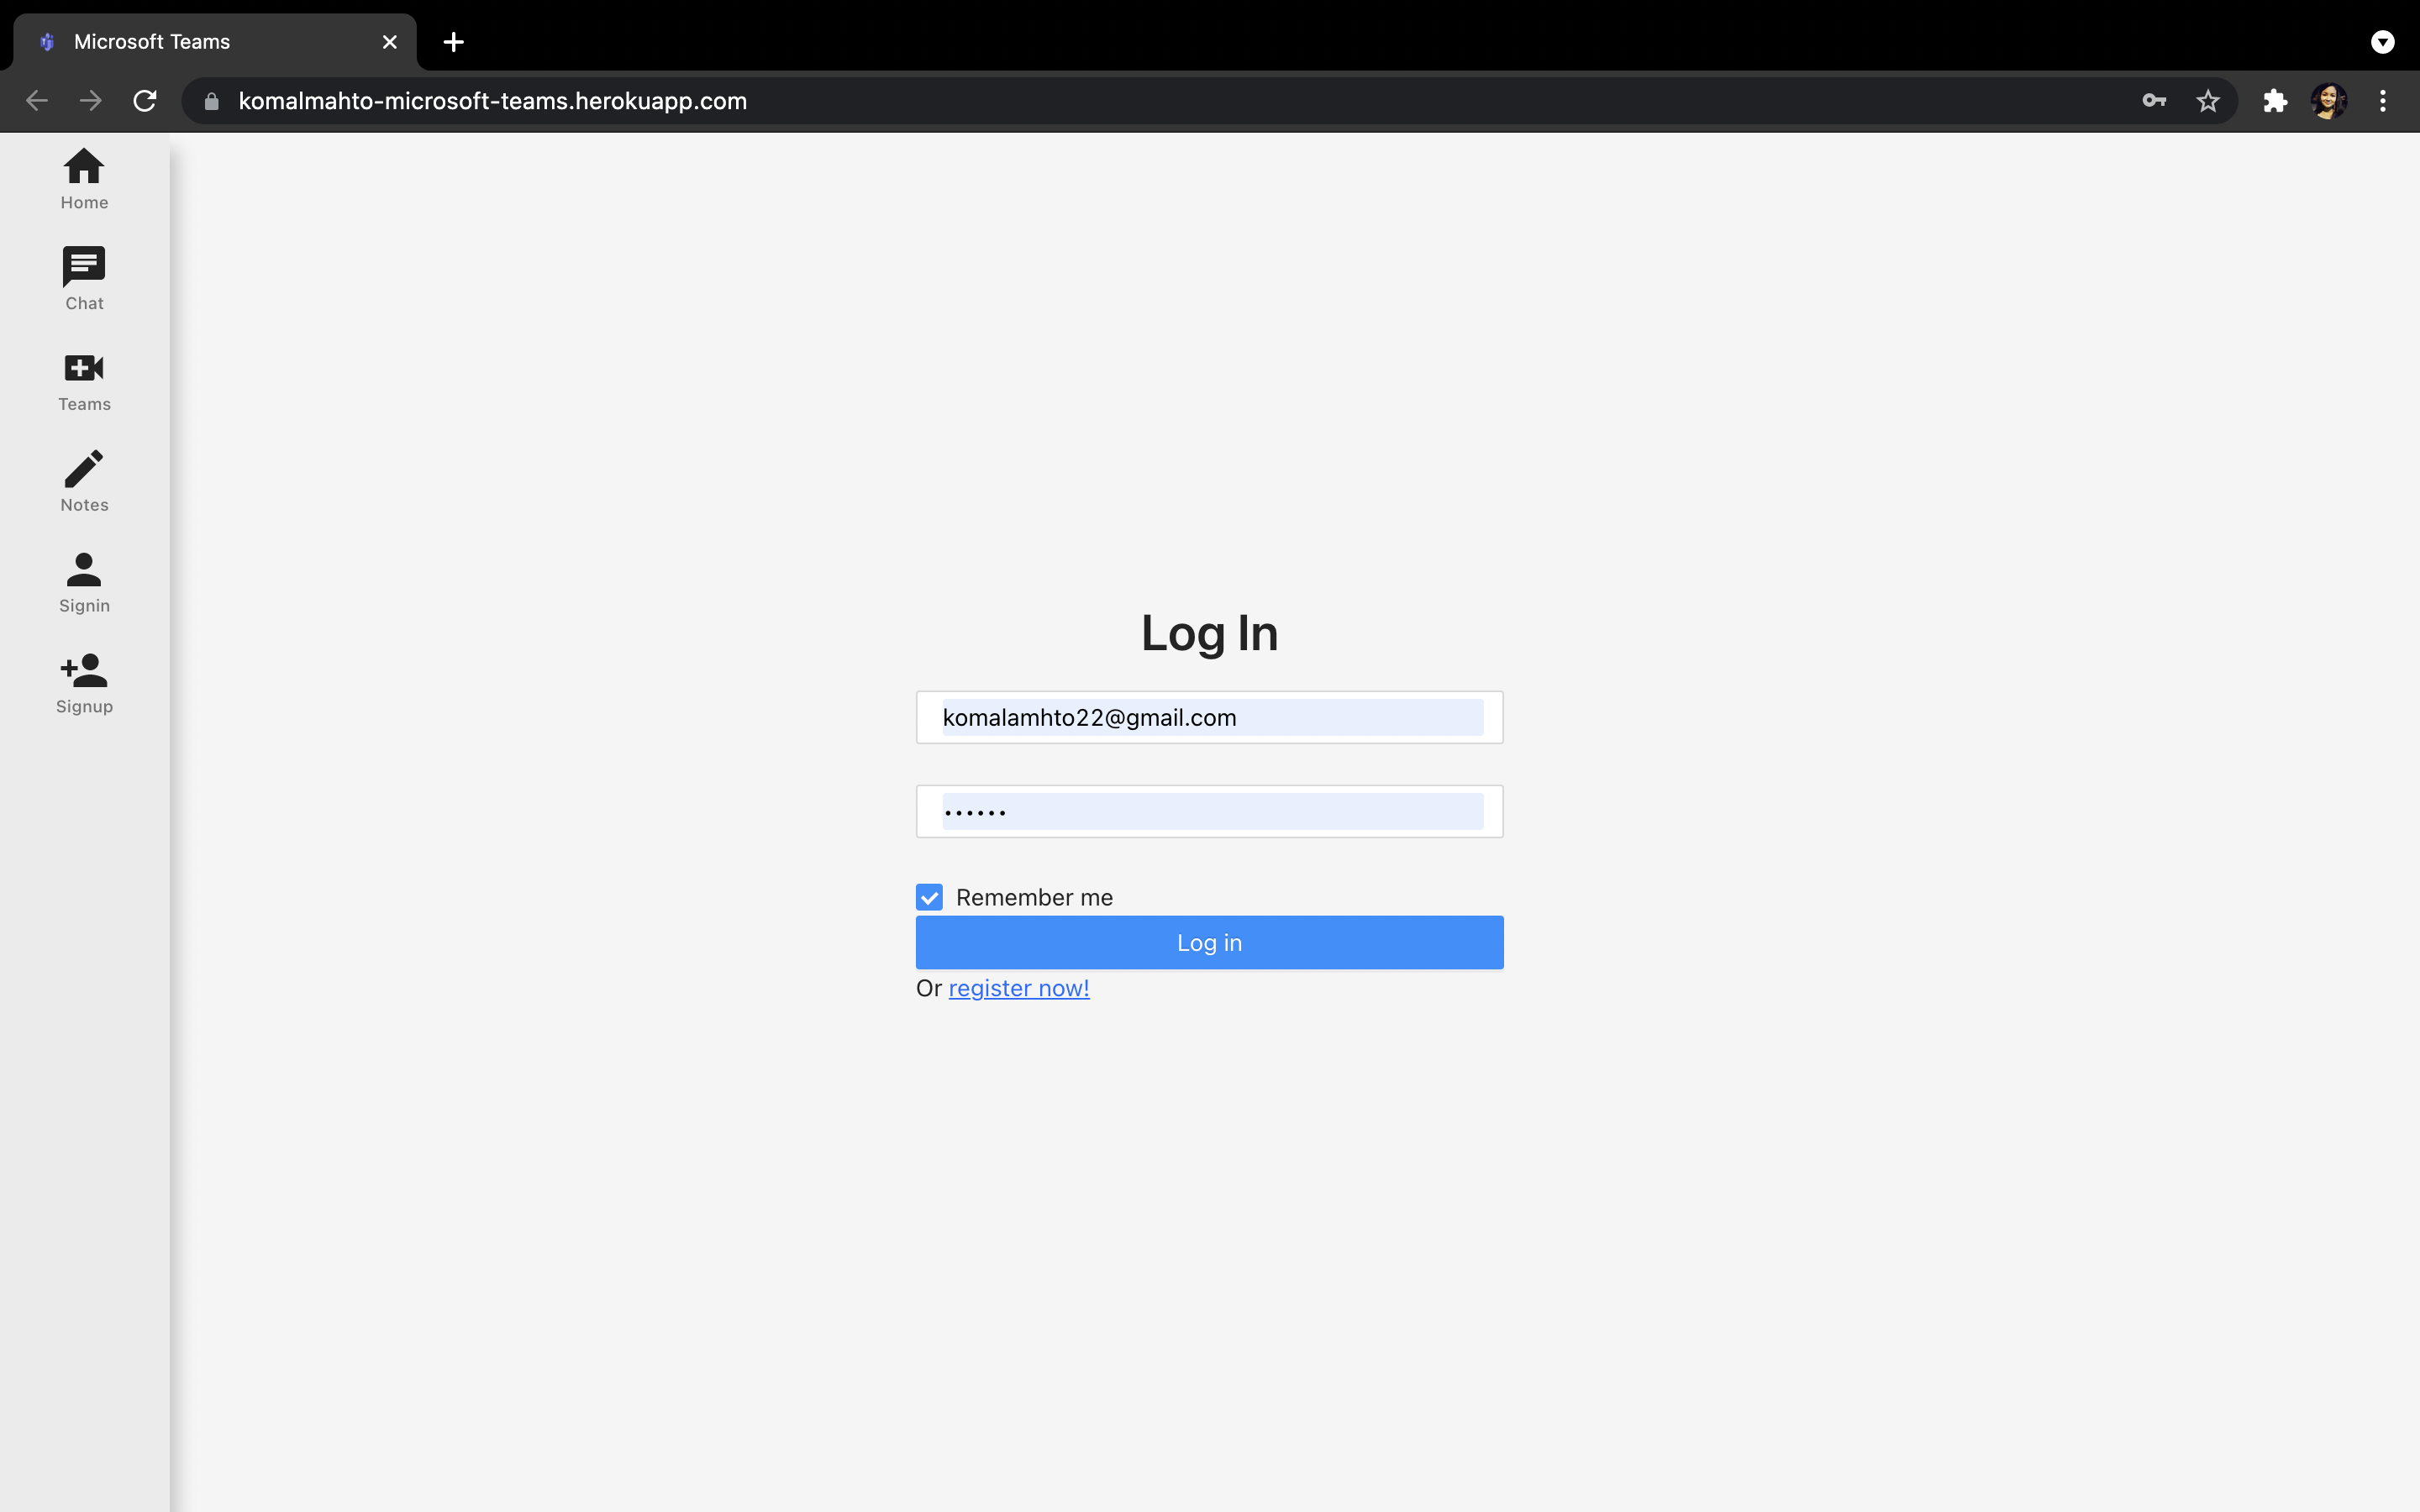 Microsoft Teams
komalmahto-microsoft-teams.herokuapp.com
Home
Chat
Teams
Notes
Signin
Signup
Log In
komalamhto22@gmail.com
••••••
Remember me
Log in
Or register now!